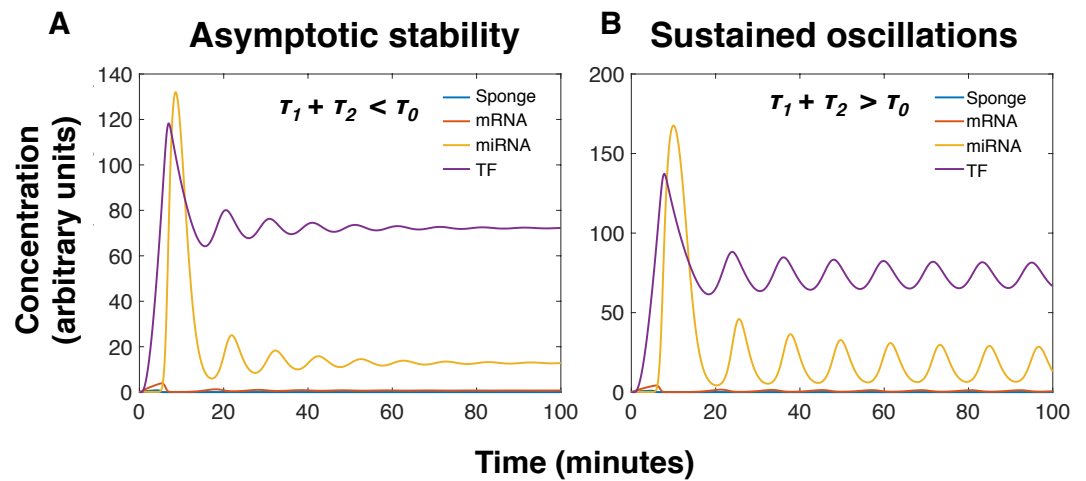 A Asymptotic stability
B Sustained oscillations
Concentration
(arbitrary units)
140
120
100
80
60
40
20
0
τ1 + τ2 < τ0
Sponge
mRNA
miRNA
TF
0 20 40 60 80 100
200
150
100
50
0
τ1 + τ2 > τ0
Sponge
mRNA
miRNA
TF
0 20 40 60 80 100
Time (minutes)